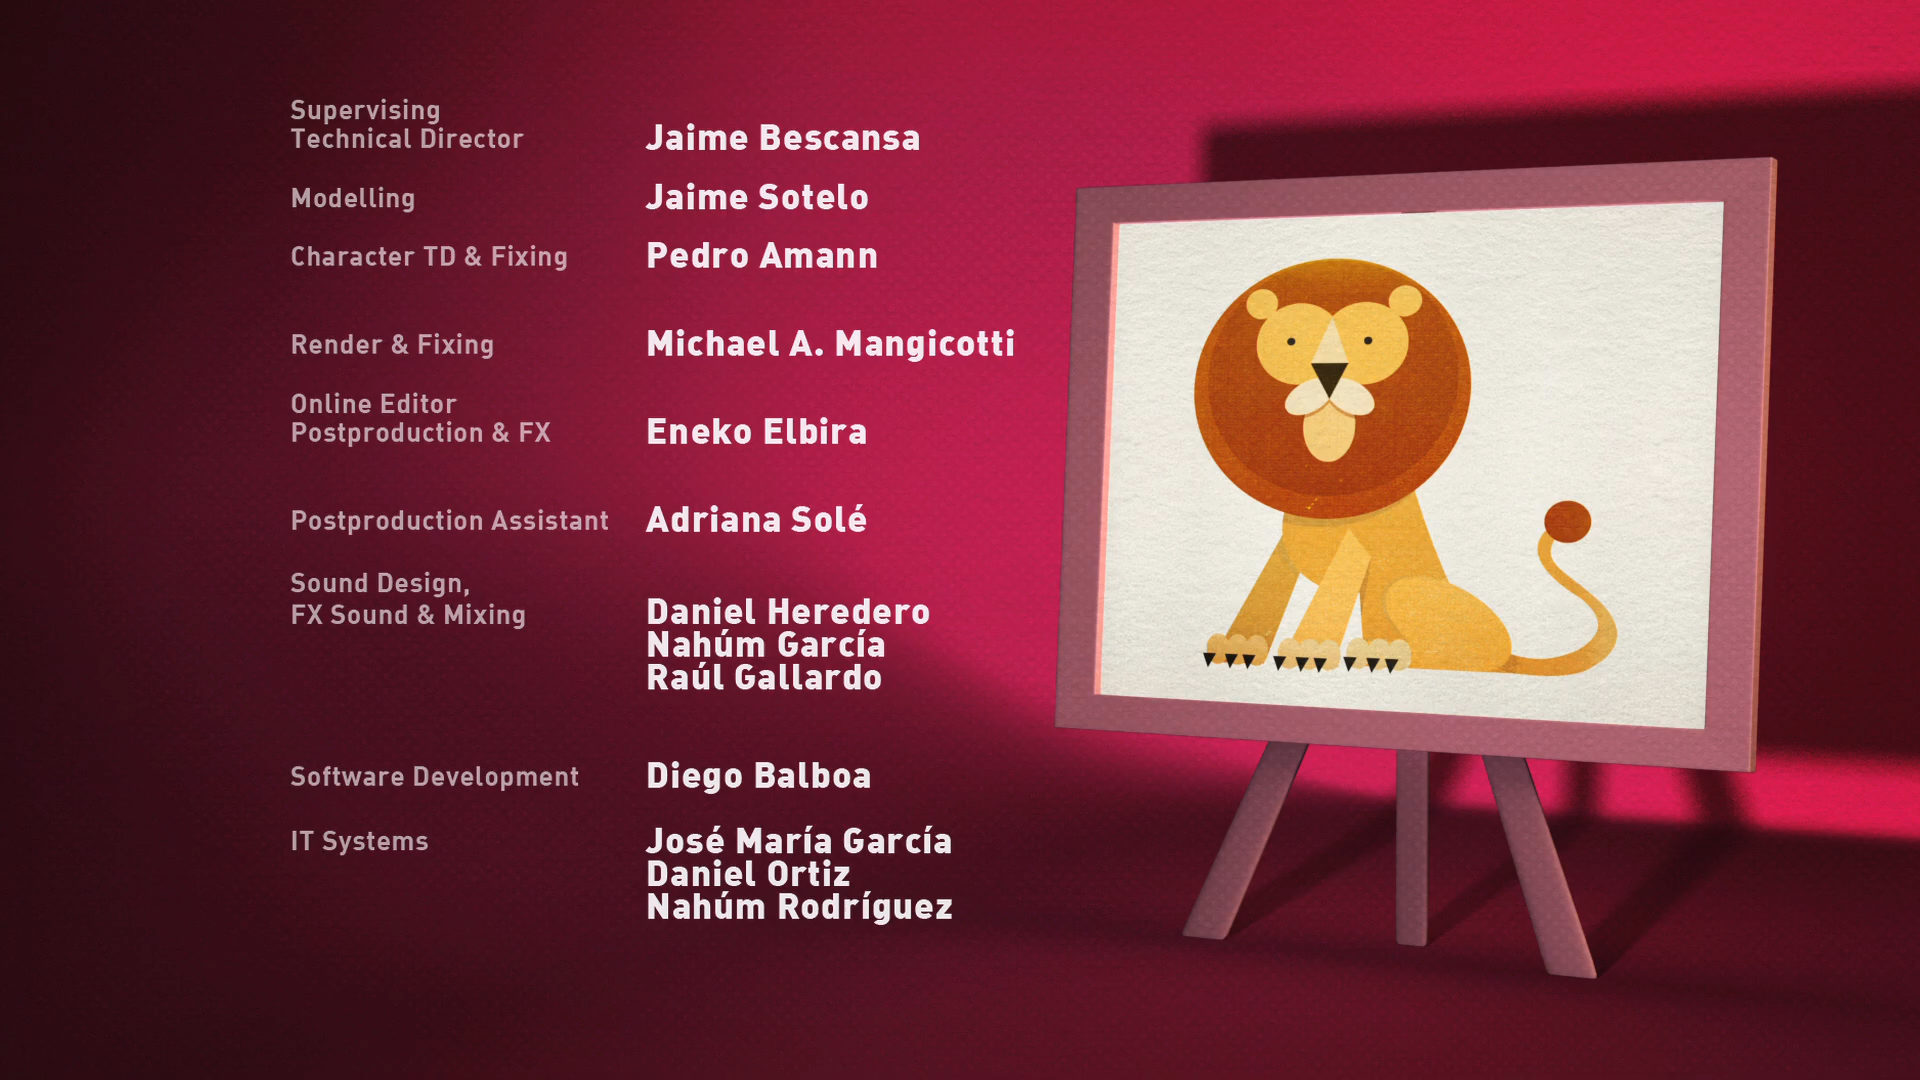 Supervising
Technical Director Jaime Bescansa
Modelling Jaime Sotelo
Character TD & Fixing Pedro Amann
Render & Fixing Michael A. Mangicotti
Online Editor
Postproduction & FX Eneko Elbira
Postproduction Assistant Adriana Solé
Sound Design,
FX Sound & Mixing Daniel Heredero
Nahúm García
Raúl Gallardo
Software Development Diego Balboa
IT Systems José María García
Daniel Ortiz
Nahúm Rodríguez